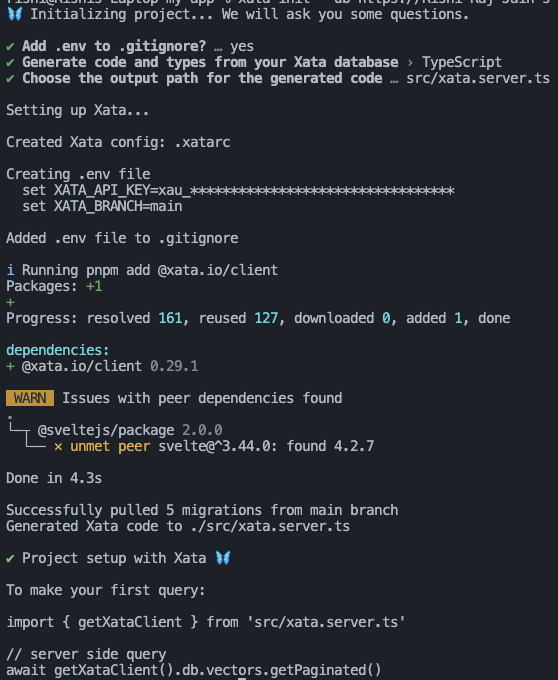 🦋 Initializing project... We will ask you some questions.
✔ Add .env to .gitignore? … yes
✔ Generate code and types from your Xata database › TypeScript
✔ Choose the output path for the generated code … src/xata.server.ts
Setting up Xata...
Created Xata config: .xatarc
Creating .env file
  set XATA_API_KEY=xau_*********************************
  set XATA_BRANCH=main
Added .env file to .gitignore
i Running pnpm add @xata.io/client
Packages: +1
+
Progress: resolved 161, reused 127, downloaded 0, added 1, done
dependencies:
+ @xata.io/client 0.29.1
WARN Issues with peer dependencies found
.
└─┬ @sveltejs/package 2.0.0
  └── ✕ unmet peer svelte@^3.44.0: found 4.2.7
Done in 4.3s
Successfully pulled 5 migrations from main branch
Generated Xata code to ./src/xata.server.ts
✔ Project setup with Xata 🦋
To make your first query:
import { getXataClient } from 'src/xata.server.ts'
// server side query
await getXataClient().db.vectors.getPaginated()